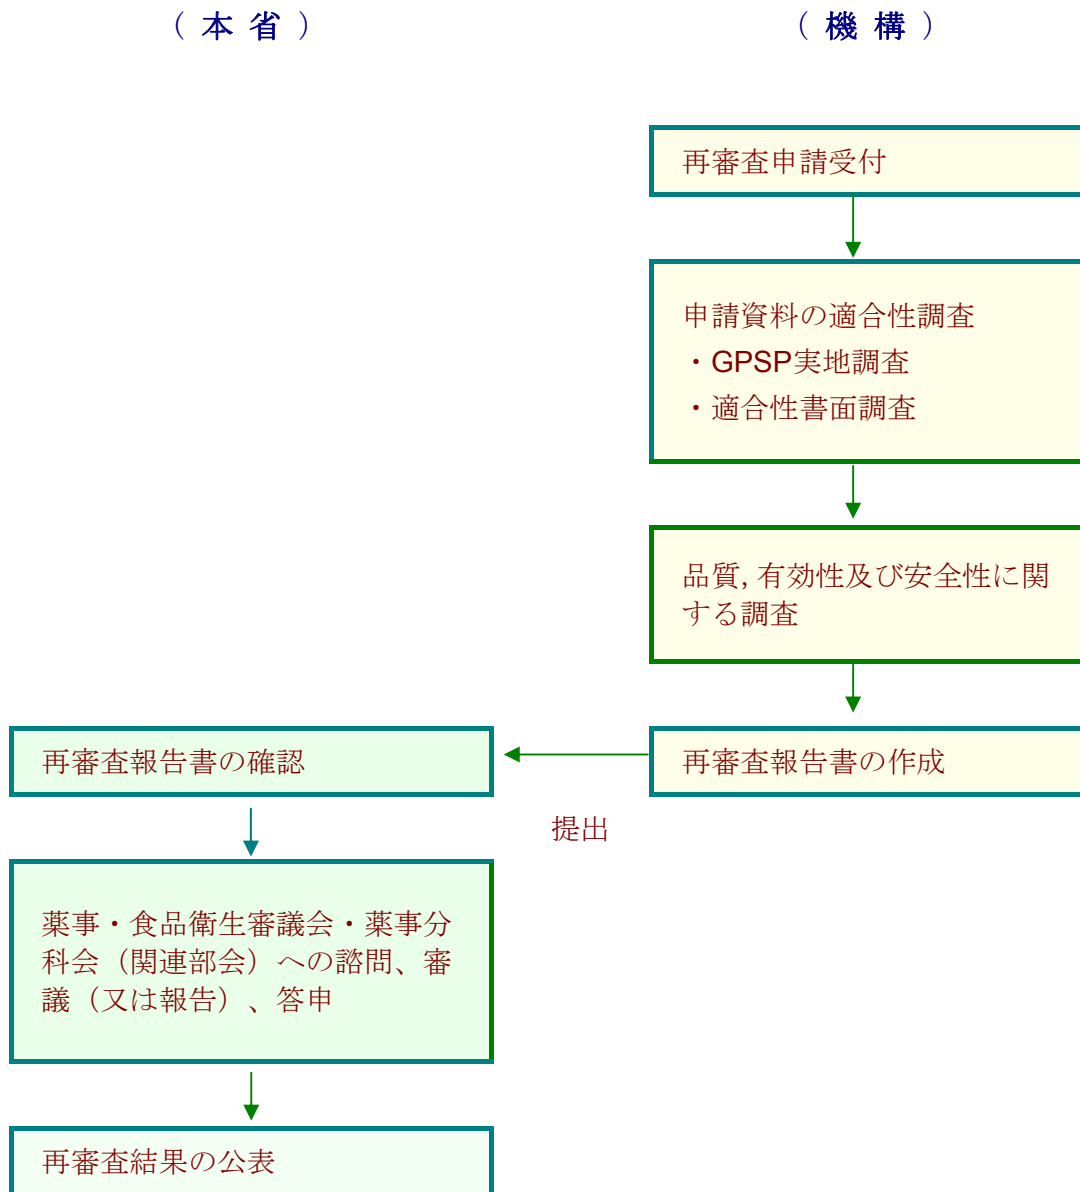 （ 本 省 ）
（ 機 構 ）
再審査申請受付
申請資料の適合性調査
・GPSP実地調査
・適合性書面調査
品質, 有効性及び安全性に関
する調査
再審査報告書の作成
提出
再審査報告書の確認
薬事・食品衛生審議会・薬事分
科会（関連部会）への諮問、審
議（又は報告）、答申
再審査結果の公表